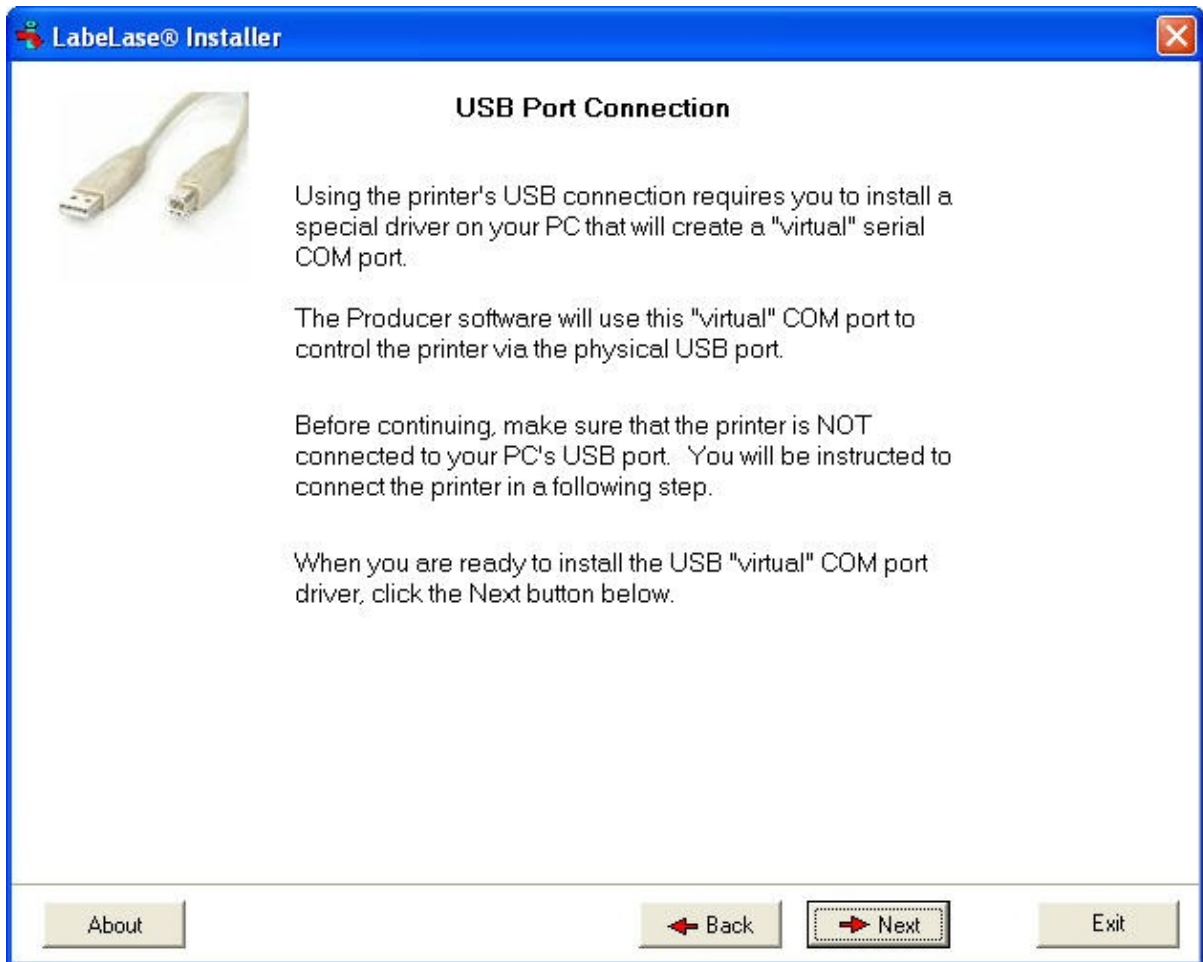 LabeLase® Installer
USB Port Connection
Using the printer's USB connection requires you to install a
special driver on your PC that will create a "virtual" serial
COM port.
The Producer software will use this "virtual" COM port to
control the printer via the physical USB port.
Before continuing, make sure that the printer is NOT
connected to your PC's USB port.   You will be instructed to
connect the printer in a following step.
When you are ready to install the USB "virtual" COM port
driver, click the Next button below.
About
Back
Next
Exit